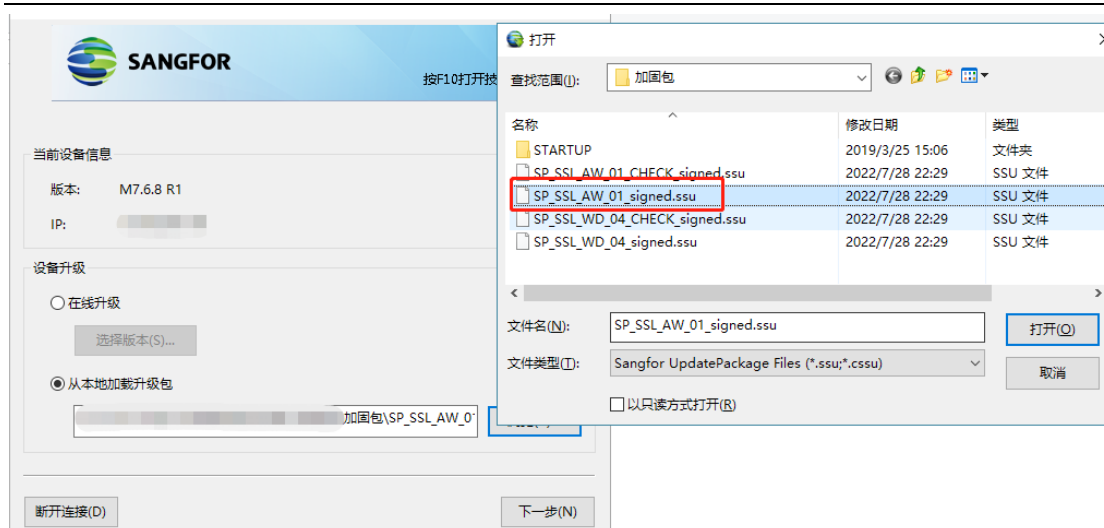 SANGFOR
按F10打开技
当前设备信息
版本: M7.6.8 R1
IP:
设备升级
在线升级
选择版本(S)...
从本地加载升级包
加固包\SP_SSL_AW_0
断开连接(D)
下一步(N)
打开
查找范围(I): 加固包
名称 修改日期 类型
STARTUP 2019/3/25 15:06 文件夹
SP_SSL_AW_01_CHECK_signed.ssu 2022/7/28 22:29 SSU 文件
SP_SSL_AW_01_signed.ssu 2022/7/28 22:29 SSU 文件
SP_SSL_WD_04_CHECK_signed.ssu 2022/7/28 22:29 SSU 文件
SP_SSL_WD_04_signed.ssu 2022/7/28 22:29 SSU 文件
文件名(N): SP_SSL_AW_01_signed.ssu 打开(O)
文件类型(T): Sangfor UpdatePackage Files (*.ssu;*.cssu) 取消
以只读方式打开(R)